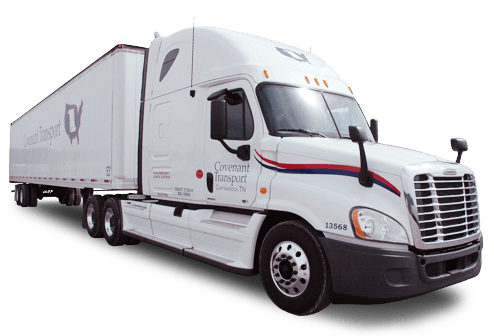 Covenant Transport
Covenant
Transport
Chattanooga, TN
13568